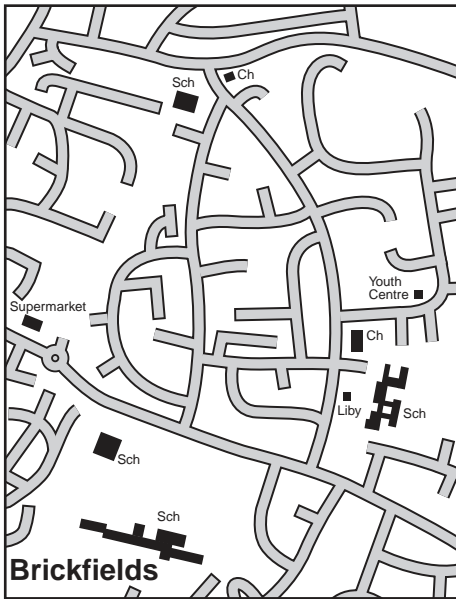 Ch
Sch
Youth
Centre
Supermarket
Ch
Liby
Sch
Sch
Sch
Brickfields